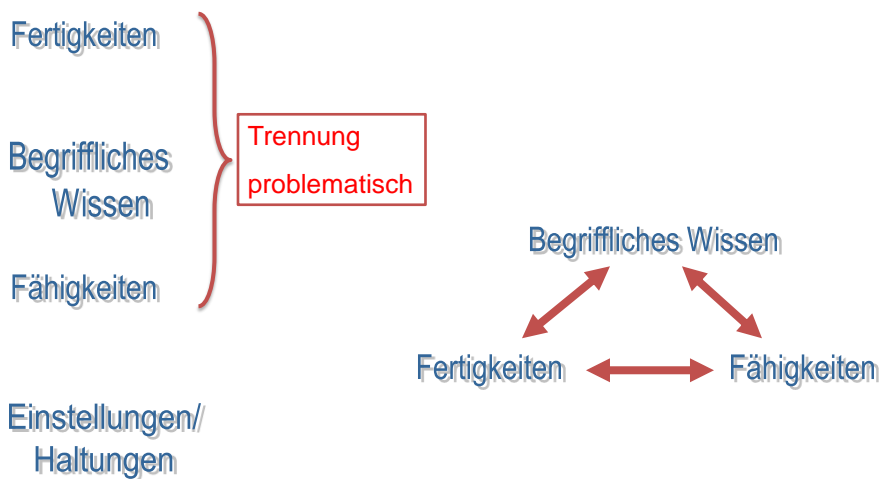 Fertigkeiten
Begriffliches
Wissen
Fähigkeiten
Einstellungen/
Haltungen
Trennung
problematisch
Begriffliches Wissen
Fertigkeiten
Fähigkeiten